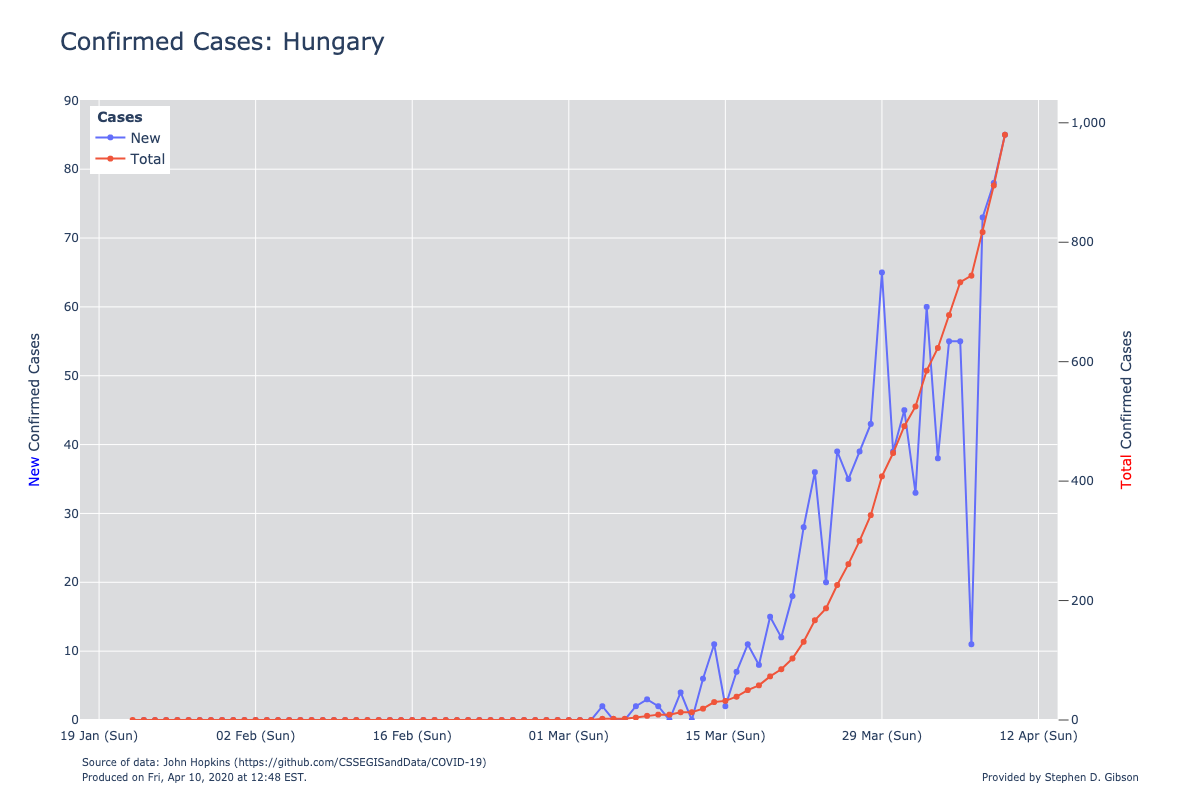 Confirmed Cases: Hungary
90
80
70
60
50
40
30
20
10
0
New Confirmed Cases
Cases
New
Total
1,000
800
600
400
200
0
Total Confirmed Cases
19 Jan (Sun) 02 Feb (Sun) 16 Feb (Sun) 01 Mar (Sun) 15 Mar (Sun) 29 Mar (Sun) 12 Apr (Sun)
Source of data: John Hopkins (https://github.com/CSSEGISandData/COVID-19)
Produced on Fri, Apr 10, 2020 at 12:48 EST.
Provided by Stephen D. Gibson